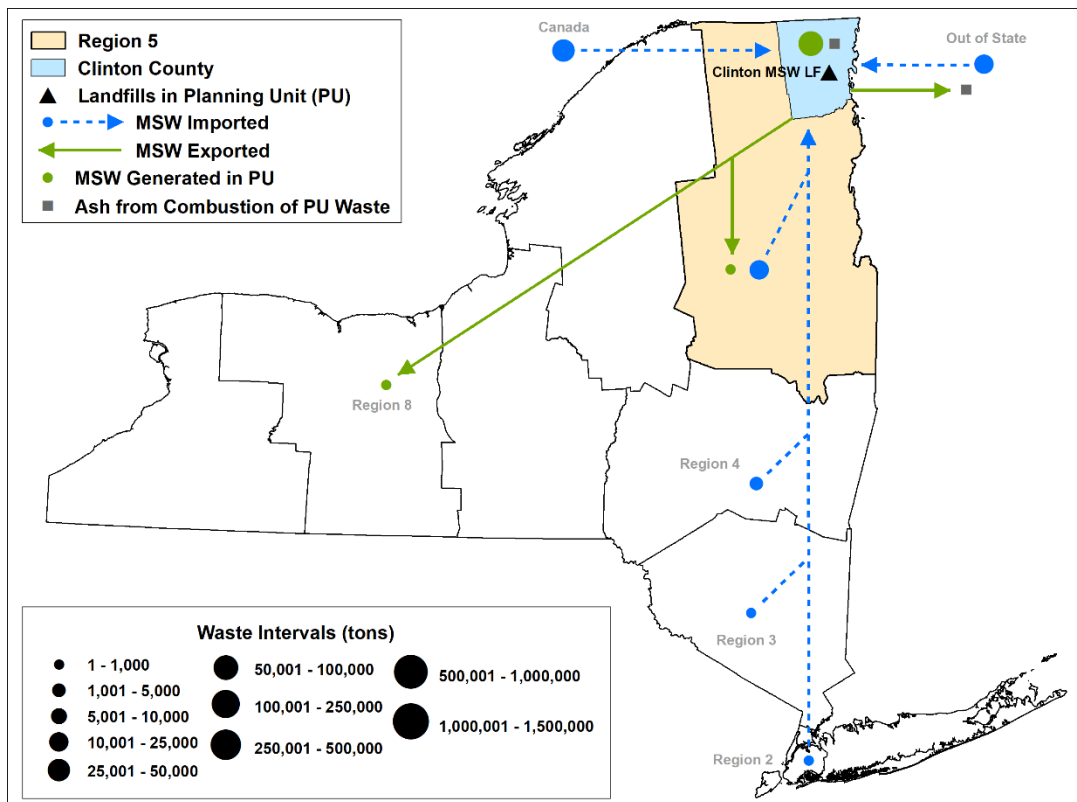 Region 5
Clinton County
Landfills in Planning Unit (PU)
MSW Imported
MSW Exported
MSW Generated in PU
Ash from Combustion of PU Waste
Canada
Out of State
Clinton MSW LF
Region 8
Region 4
Region 3
Region 2
Waste Intervals (tons)
1 - 1,000
1,001 - 5,000
5,001 - 10,000
10,001 - 25,000
25,001 - 50,000
50,001 - 100,000
100,001 - 250,000
250,001 - 500,000
500,001 - 1,000,000
1,000,001 - 1,500,000